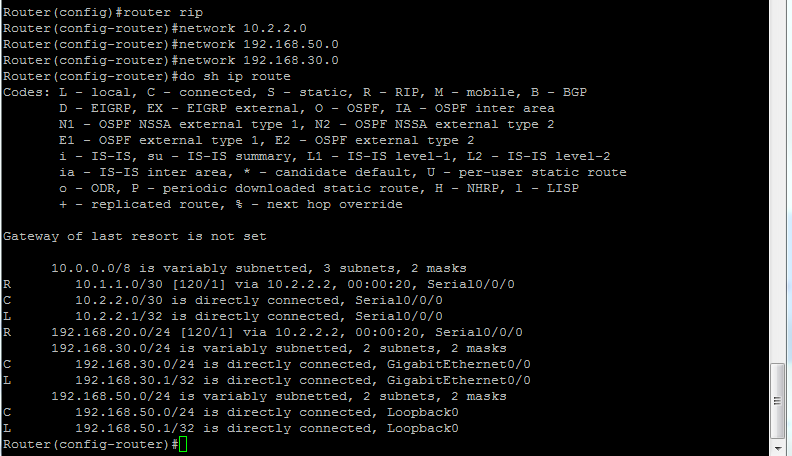 Router(config)#router rip
Router(config-router)#network 10.2.2.0
Router(config-router)#network 192.168.50.0
Router(config-router)#network 192.168.30.0
Router(config-router)#do sh ip route
Codes: L - local, C - connected, S - static, R - RIP, M - mobile, B - BGP
       D - EIGRP, EX - EIGRP external, O - OSPF, IA - OSPF inter area
       N1 - OSPF NSSA external type 1, N2 - OSPF NSSA external type 2
       E1 - OSPF external type 1, E2 - OSPF external type 2
       i - IS-IS, su - IS-IS summary, L1 - IS-IS level-1, L2 - IS-IS level-2
       ia - IS-IS inter area, * - candidate default, U - per-user static route
       o - ODR, P - periodic downloaded static route, H - NHRP, l - LISP
       + - replicated route, % - next hop override

Gateway of last resort is not set

      10.0.0.0/8 is variably subnetted, 3 subnets, 2 masks
R        10.1.1.0/30 [120/1] via 10.2.2.2, 00:00:20, Serial0/0/0
C        10.2.2.0/30 is directly connected, Serial0/0/0
L        10.2.2.1/32 is directly connected, Serial0/0/0
R     192.168.20.0/24 [120/1] via 10.2.2.2, 00:00:20, Serial0/0/0
      192.168.30.0/24 is variably subnetted, 2 subnets, 2 masks
C        192.168.30.0/24 is directly connected, GigabitEthernet0/0
L        192.168.30.1/32 is directly connected, GigabitEthernet0/0
      192.168.50.0/24 is variably subnetted, 2 subnets, 2 masks
C        192.168.50.0/24 is directly connected, Loopback0
L        192.168.50.1/32 is directly connected, Loopback0
Router(config-router)#